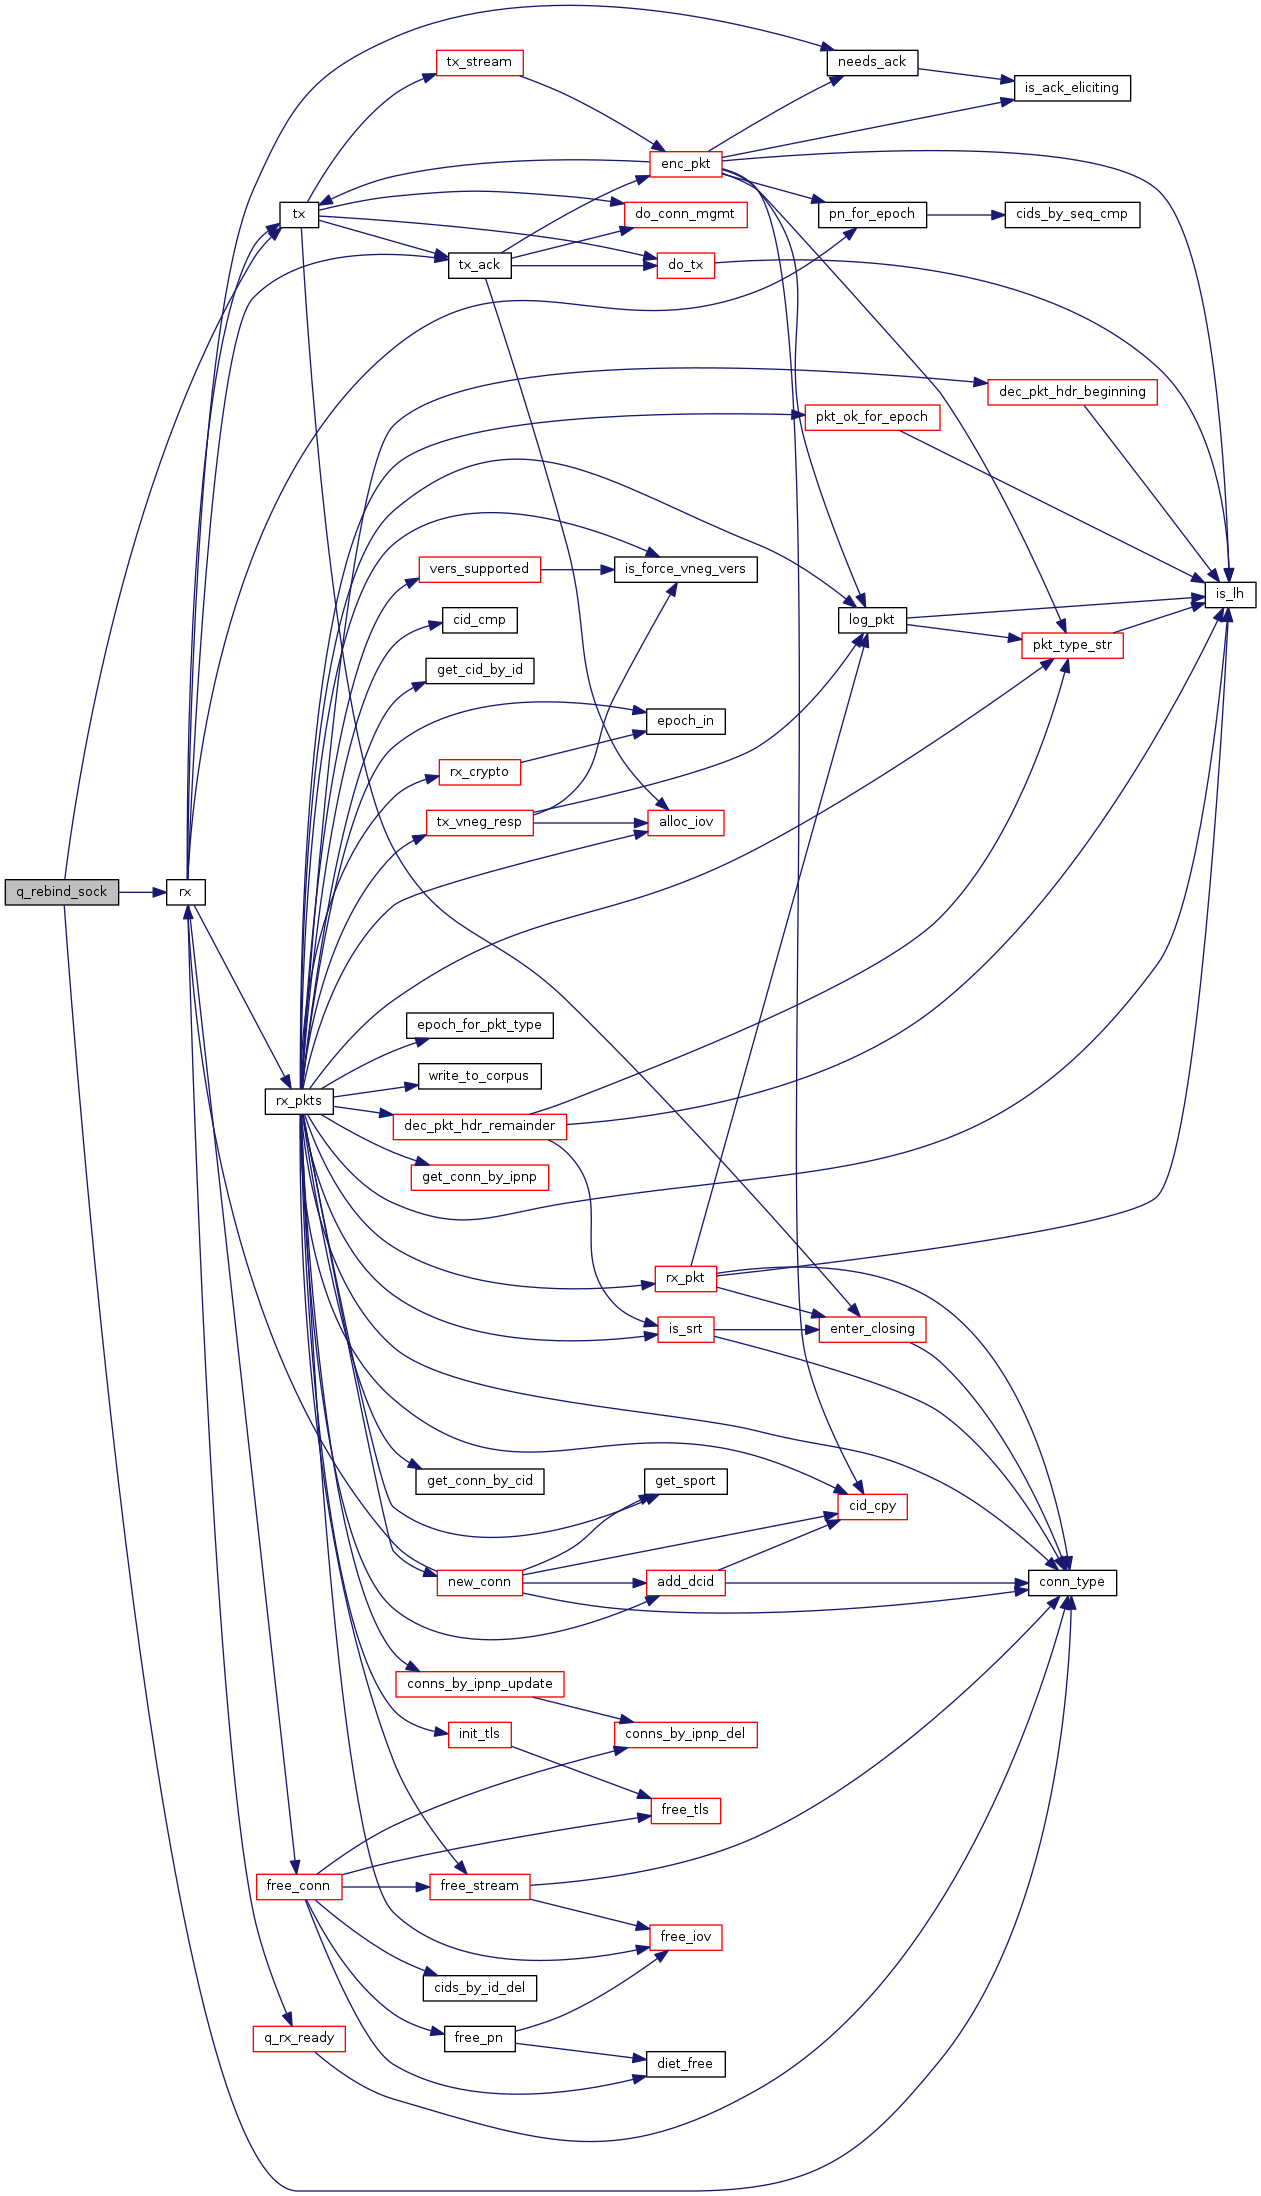 tx_stream
needs_ack
is_ack_eliciting
enc_pkt
tx
do_conn_mgmt
pn_for_epoch
cids_by_seq_cmp
tx_ack
do_tx
dec_pkt_hdr_beginning
pkt_ok_for_epoch
vers_supported
is_force_vneg_vers
is_lh
cid_cmp
log_pkt
pkt_type_str
get_cid_by_id
epoch_in
rx_crypto
tx_vneg_resp
alloc_iov
q_rebind_sock
rx
epoch_for_pkt_type
write_to_corpus
rx_pkts
dec_pkt_hdr_remainder
get_conn_by_ipnp
rx_pkt
is_srt
enter_closing
get_conn_by_cid
get_sport
cid_cpy
new_conn
add_dcid
conn_type
conns_by_ipnp_update
init_tls
conns_by_ipnp_del
free_tls
free_conn
free_stream
free_iov
cids_by_id_del
q_rx_ready
free_pn
diet_free